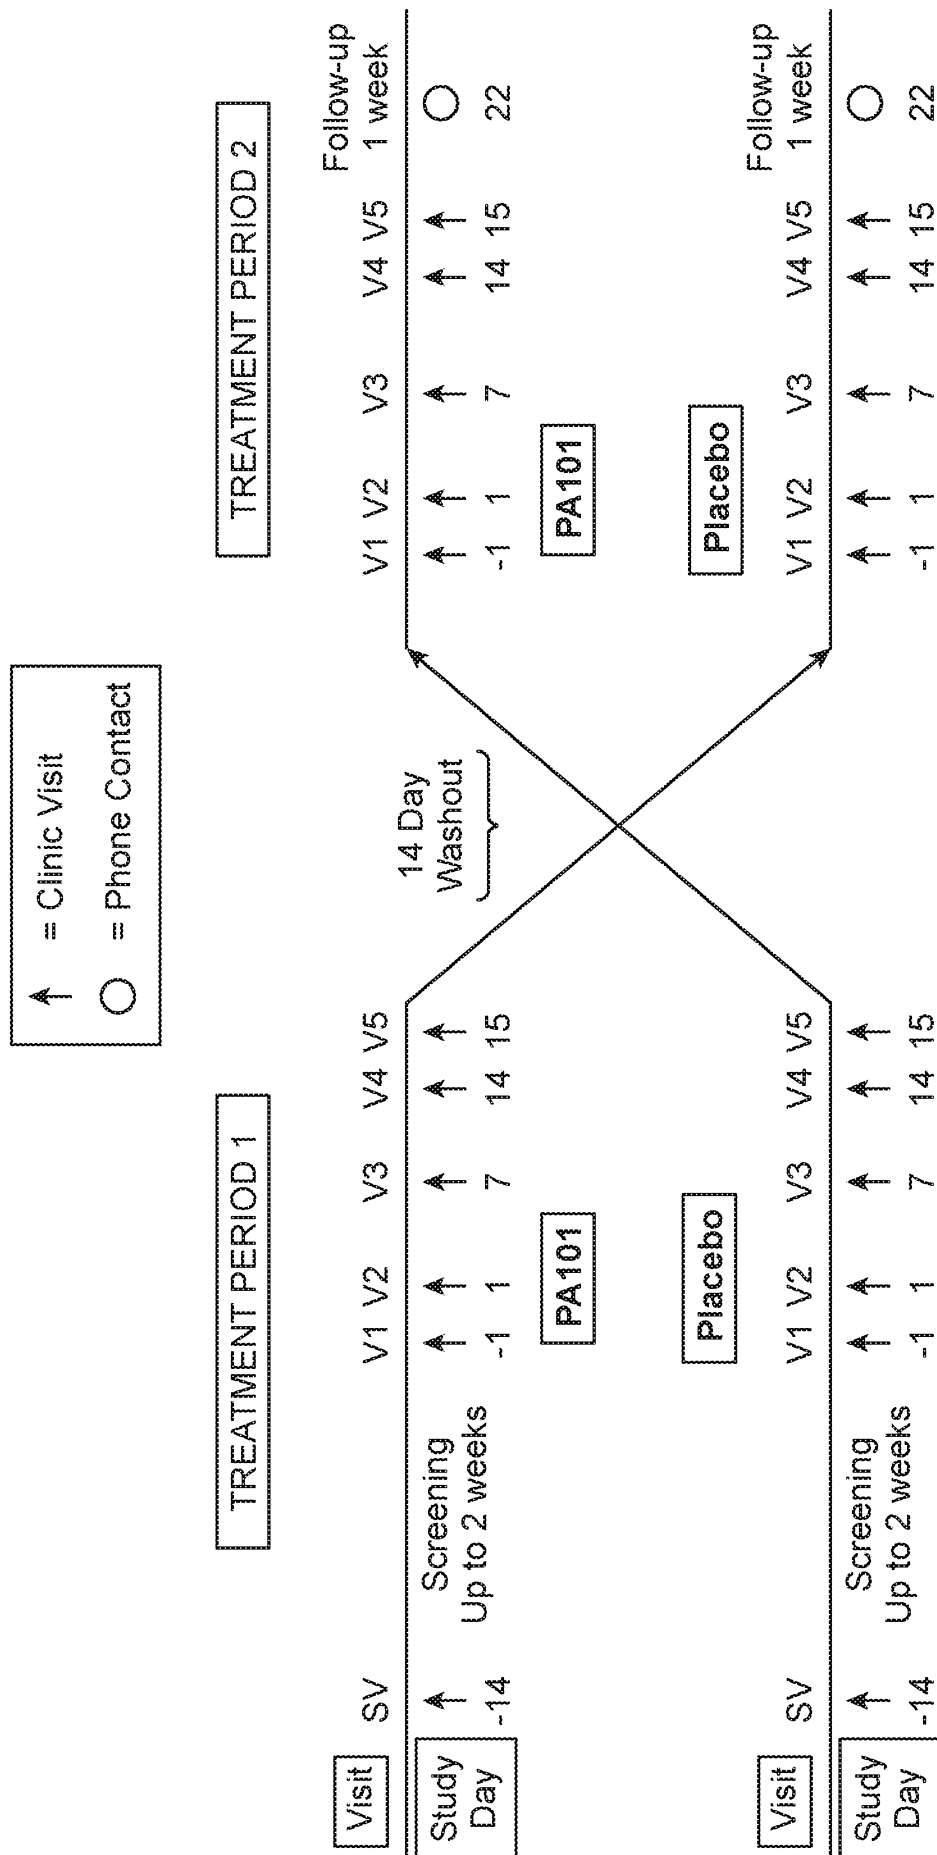 = Clinic Visit
= Phone Contact
TREATMENT PERIOD 1
TREATMENT PERIOD 2
Visit
SV
V1 V2 V3 V4 V5
14 Day
Washout
V1 V2 V3 V4 V5
Follow-up
1 week
Study
Day
-14
Screening
Up to 2 weeks
-1 1 7 14 15
-1 1 7 14 15
22
PA101
PA101
Placebo
Placebo
Visit
SV
V1 V2 V3 V4 V5
V1 V2 V3 V4 V5
Follow-up
1 week
Study
Day
-14
Screening
Up to 2 weeks
-1 1 7 14 15
-1 1 7 14 15
22